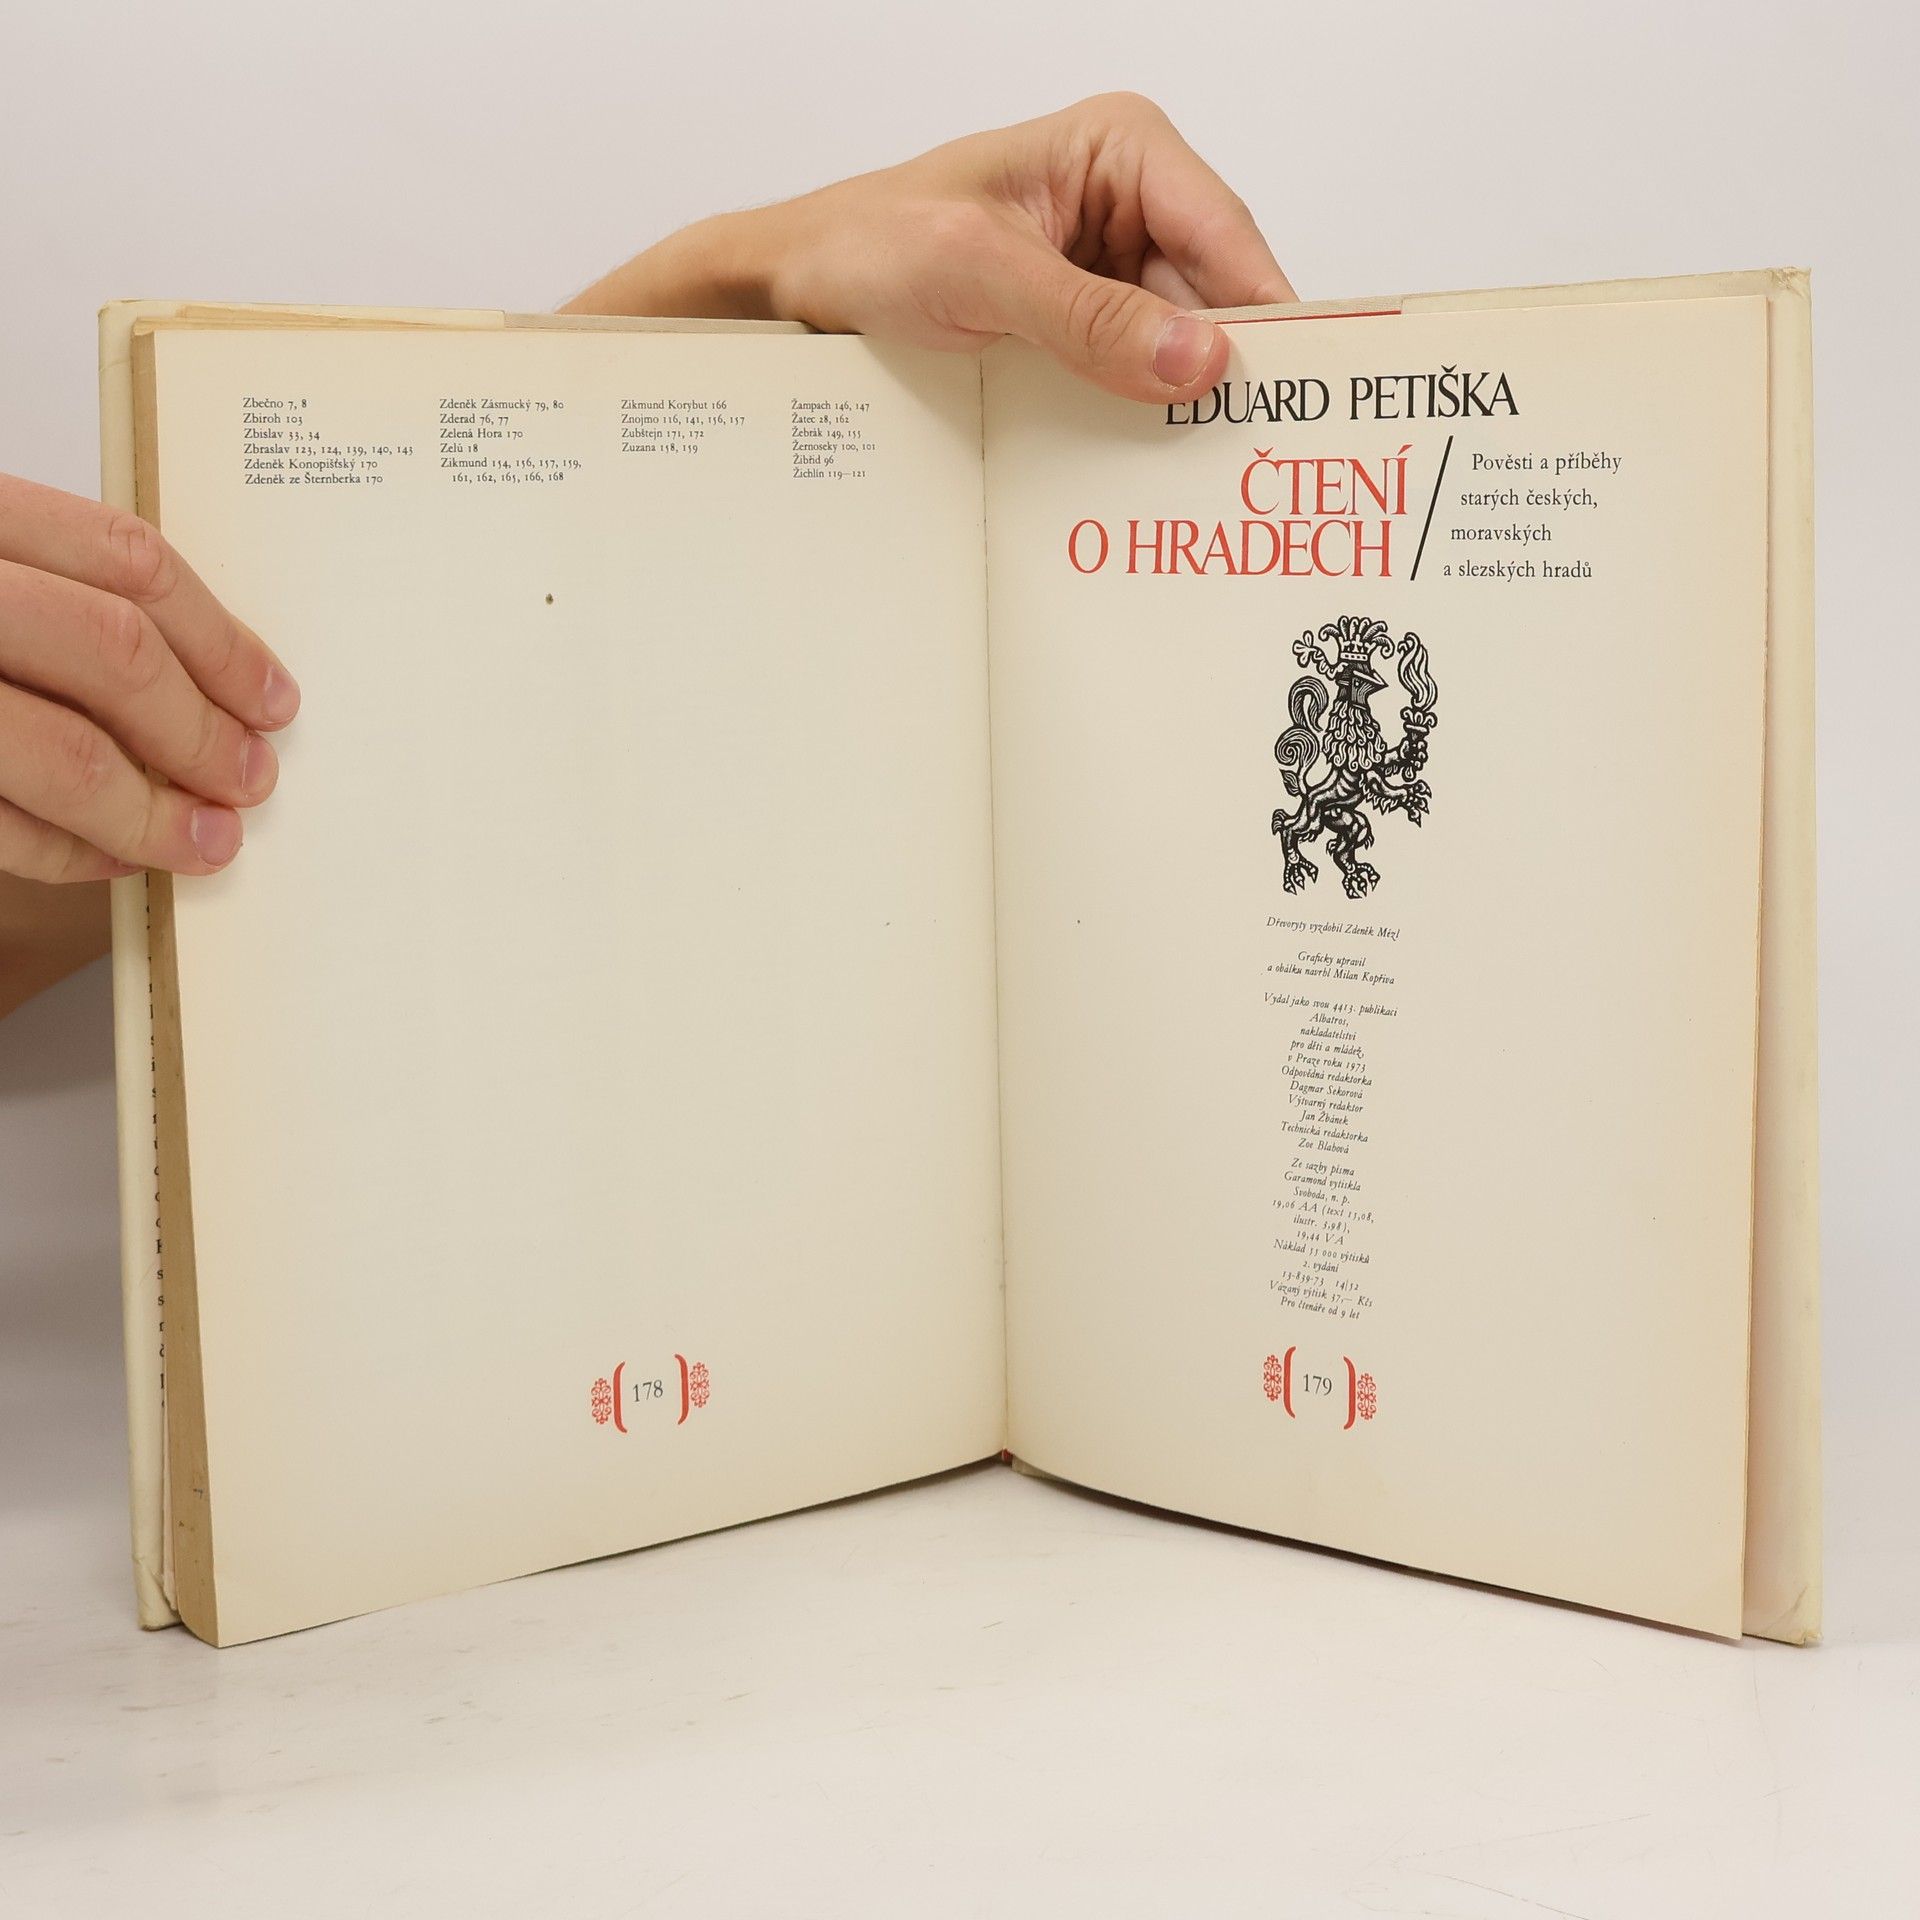 Zbečno 7, 8
Zbiroh 103
Zbislav 33, 34
Zbraslav 123, 124, 139, 140, 143
Zdeněk Konopišťský 170
Zdeněk ze Šternberka 170
Zdeněk Zásmucký 79, 80
Zderad 76, 77
Zelená Hora 170
Zelů 18
Zikmund 154, 156, 157, 159,
161, 162, 165, 166, 168
Zikmund Korybut 166
Znojmo 116, 141, 156, 157
Zubštejn 171, 172
Zuzana 158, 159
Žampach 146, 147
Žatec 28, 162
Žebrák 149, 155
Žernoseky 100, 101
Žibřid 96
Žichlín 119—121
178
EDUARD PETIŠKA
ČTENÍ
O HRADECH
Pověsti a příběhy
starých českých,
moravských
a slezských hradů
Dřevoryty vyzdobil Zdeněk Mézl
Graficky upravil
a obálku navrhl Milan Kopřiva
Vydal jako svou 4413. publikaci
Albatros,
nakladatelství
pro děti a mládež,
v Praze roku 1973
Odpovědná redaktorka
Dagmar Sekorová
Výtvarný redaktor
Jan Žbánek
Technická redaktorka
Zoe Blahová
Ze sazby písma
Garamond vytiskla
Svoboda, n. p.
19,06 AA (text 15,08,
ilustr. 3,98),
19,44 VA
Náklad 55 000 výtisků
2. vydání
13-839-73 14/52
Vázaný výtisk 37,— Kčs
Pro čtenáře od 9 let
179